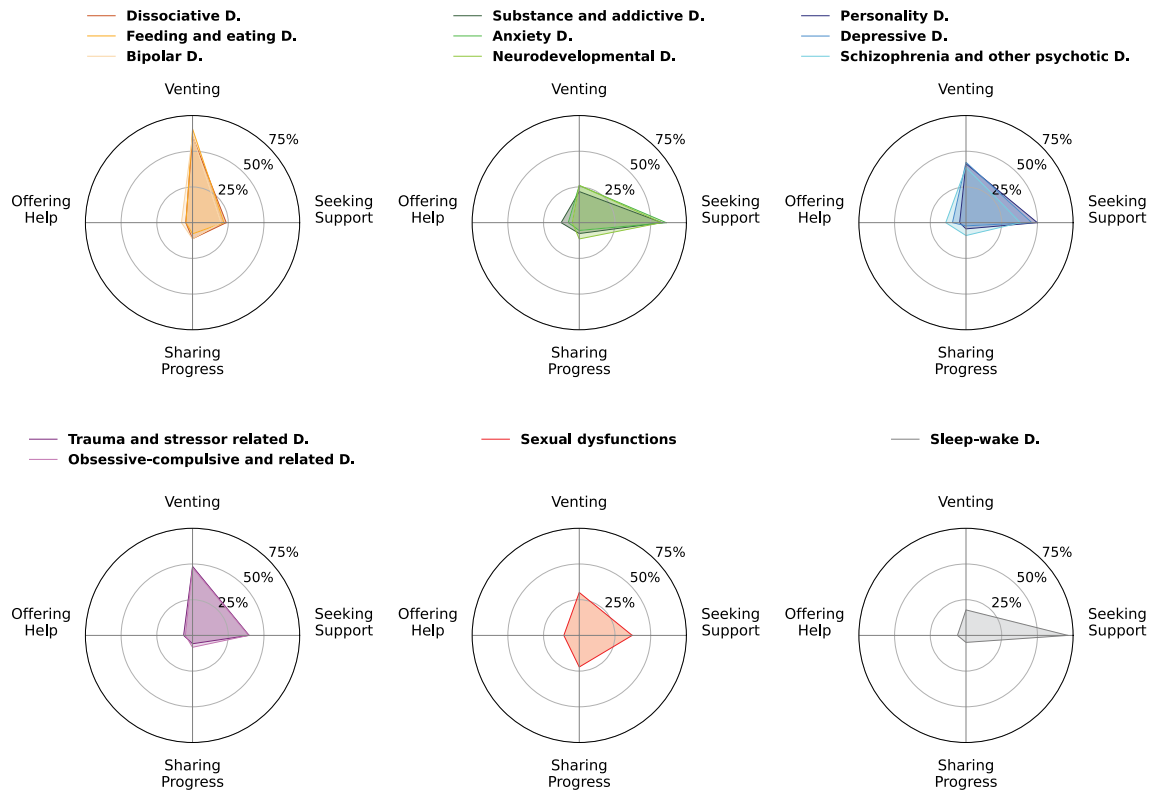 Dissociative D.
Feeding and eating D.
Bipolar D.
Venting
75%
50%
25%
Offering
Help
Seeking
Support
Sharing
Progress
Substance and addictive D.
Anxiety D.
Neurodevelopmental D.
Venting
75%
50%
25%
Offering
Help
Seeking
Support
Sharing
Progress
Personality D.
Depressive D.
Schizophrenia and other psychotic D.
Venting
75%
50%
25%
Offering
Help
Seeking
Support
Sharing
Progress
Trauma and stressor related D.
Obsessive-compulsive and related D.
Venting
75%
50%
25%
Offering
Help
Seeking
Support
Sharing
Progress
Sexual dysfunctions
Venting
75%
50%
25%
Offering
Help
Seeking
Support
Sharing
Progress
Sleep-wake D.
Venting
75%
50%
25%
Offering
Help
Seeking
Support
Sharing
Progress